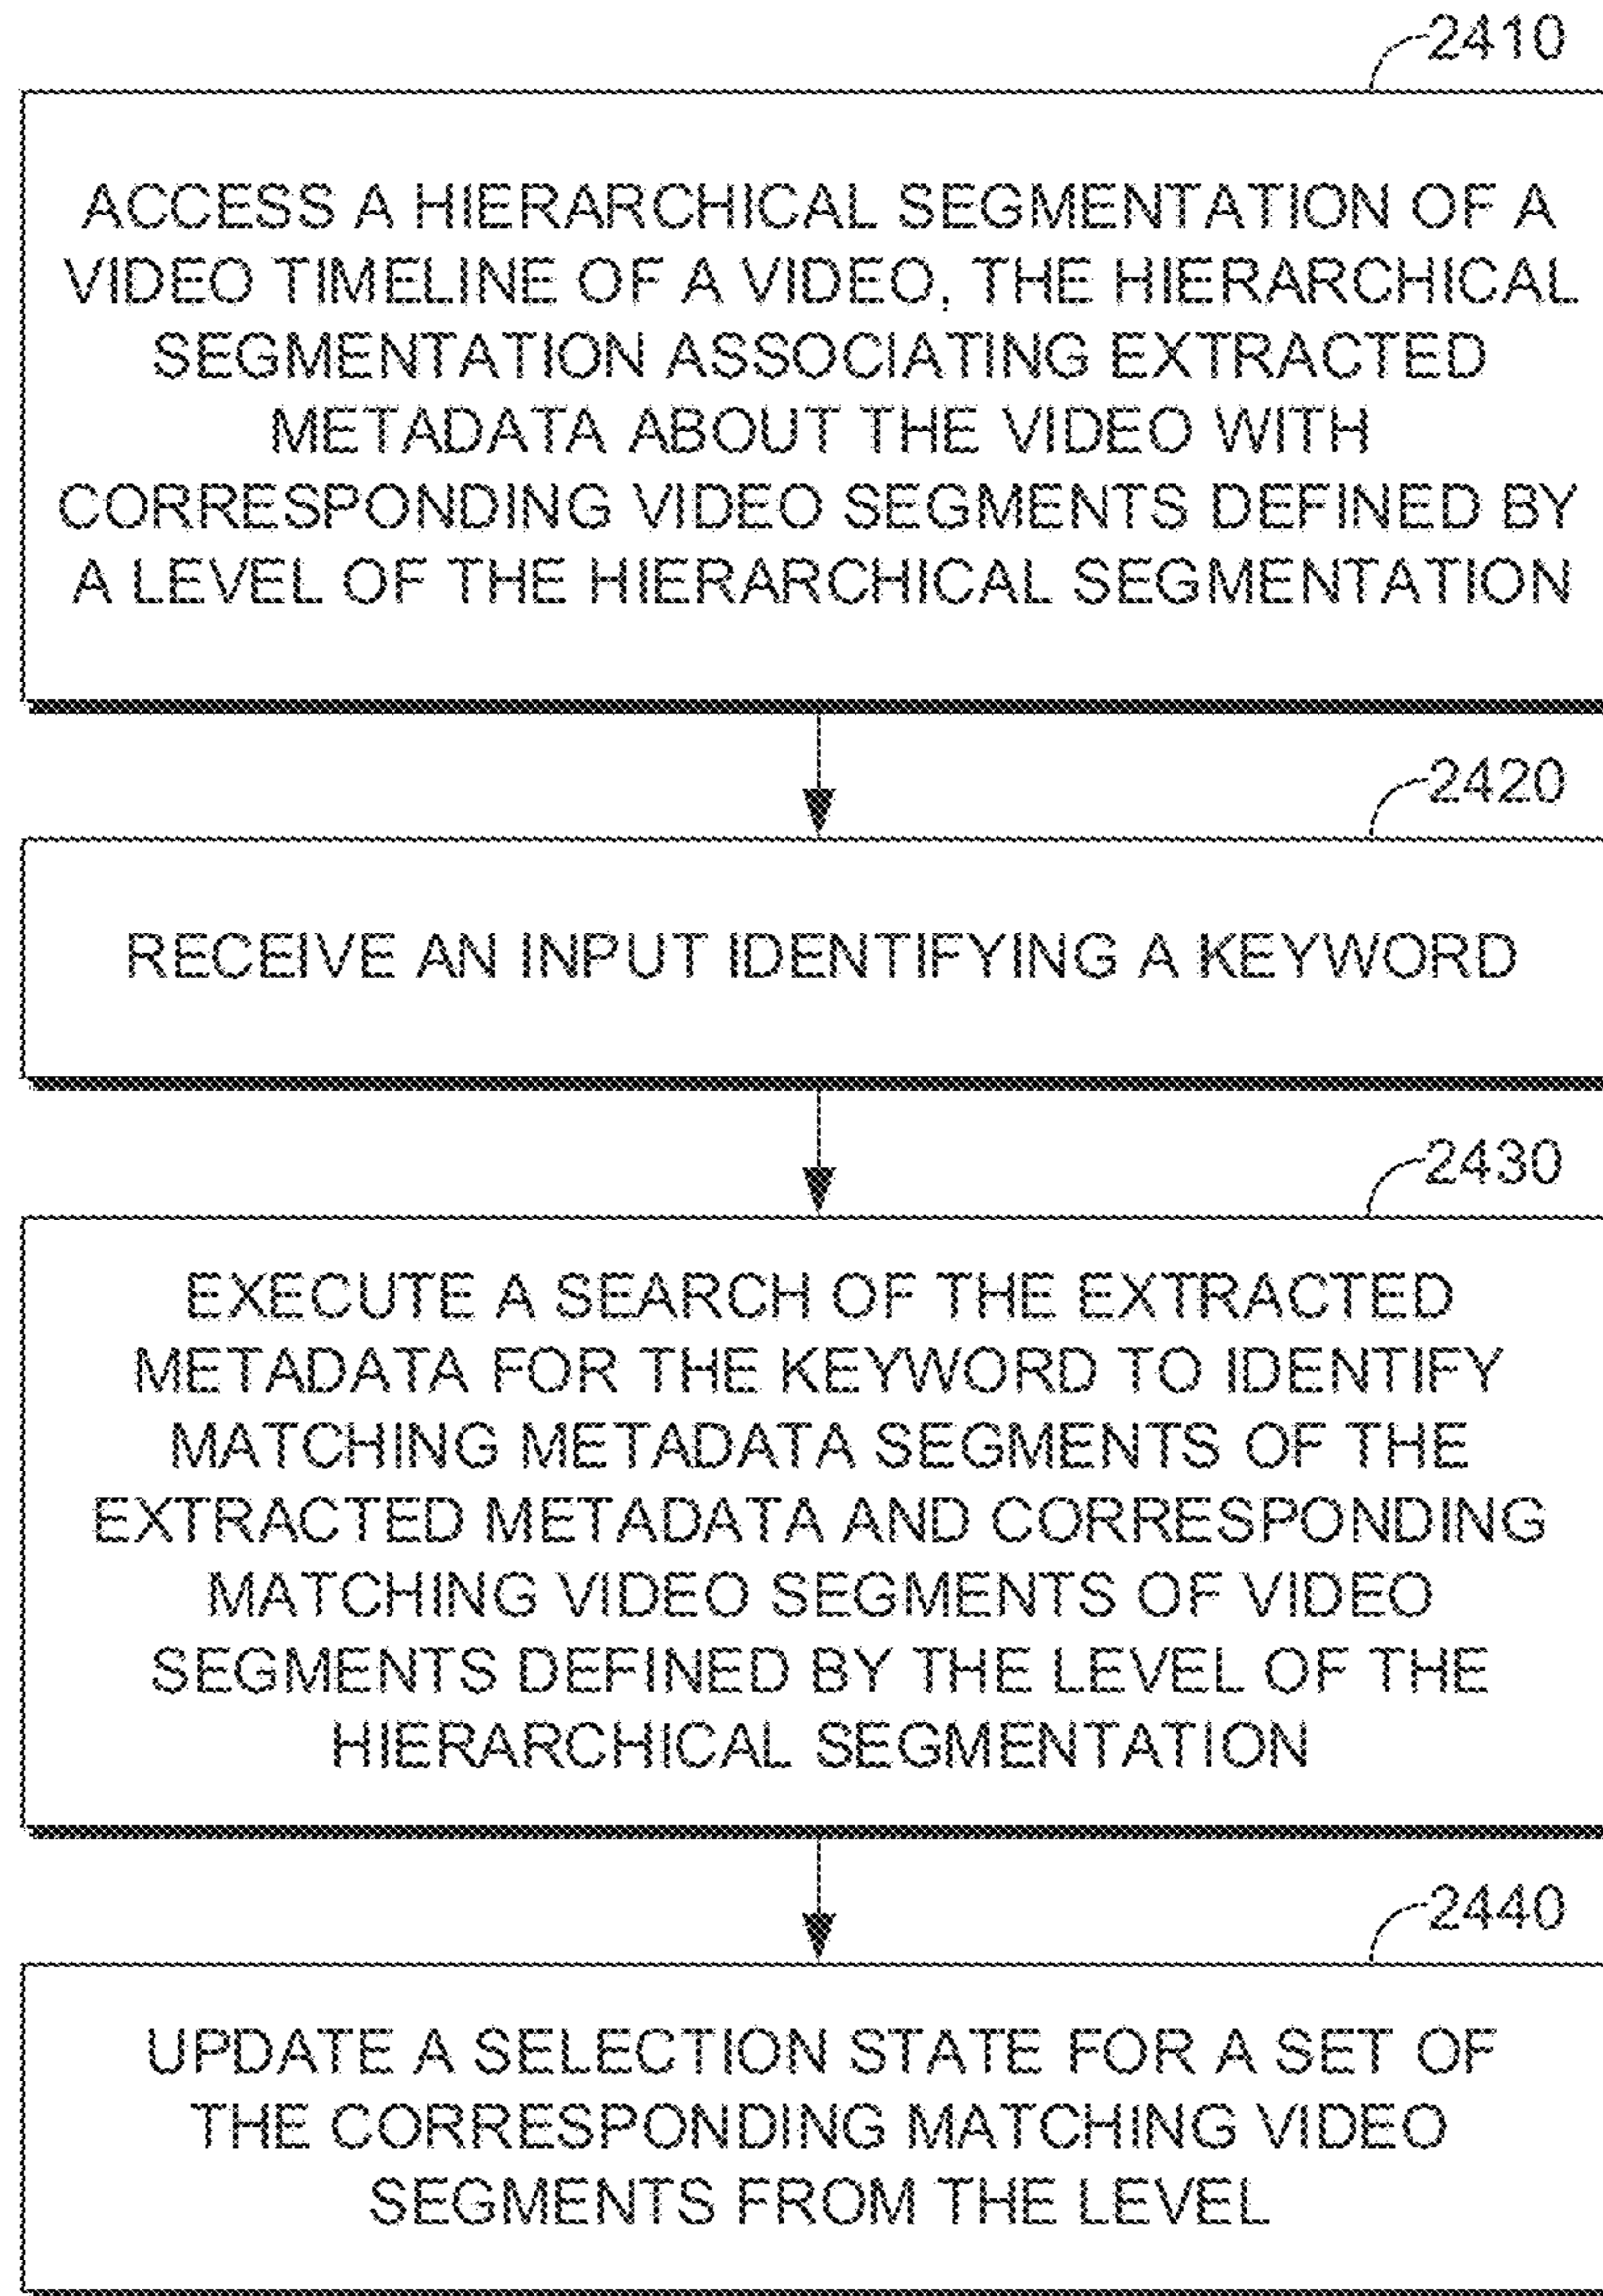 2410
ACCESS A HIERARCHICAL SEGMENTATION OF A
VIDEO TIMELINE OF A VIDEO, THE HIERARCHICAL
SEGMENTATION ASSOCIATING EXTRACTED
METADATA ABOUT THE VIDEO WITH
CORRESPONDING VIDEO SEGMENTS DEFINED BY
A LEVEL OF THE HIERARCHICAL SEGMENTATION
2420
RECEIVE AN INPUT IDENTIFYING A KEYWORD
2430
EXECUTE A SEARCH OF THE EXTRACTED
METADATA FOR THE KEYWORD TO IDENTIFY
MATCHING METADATA SEGMENTS OF THE
EXTRACTED METADATA AND CORRESPONDING
MATCHING VIDEO SEGMENTS OF VIDEO
SEGMENTS DEFINED BY THE LEVEL OF THE
HIERARCHICAL SEGMENTATION
2440
UPDATE A SELECTION STATE FOR A SET OF
THE CORRESPONDING MATCHING VIDEO
SEGMENTS FROM THE LEVEL